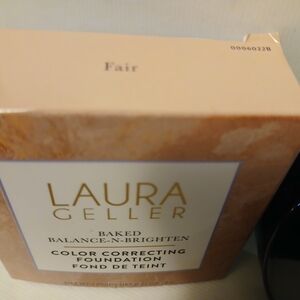 0006022B
Fair
LAURA
GELLER
BAKED
BALANCE-N-BRIGHTEN
COLOR CORRECTING
FOUNDATION
FOND DE TEINT